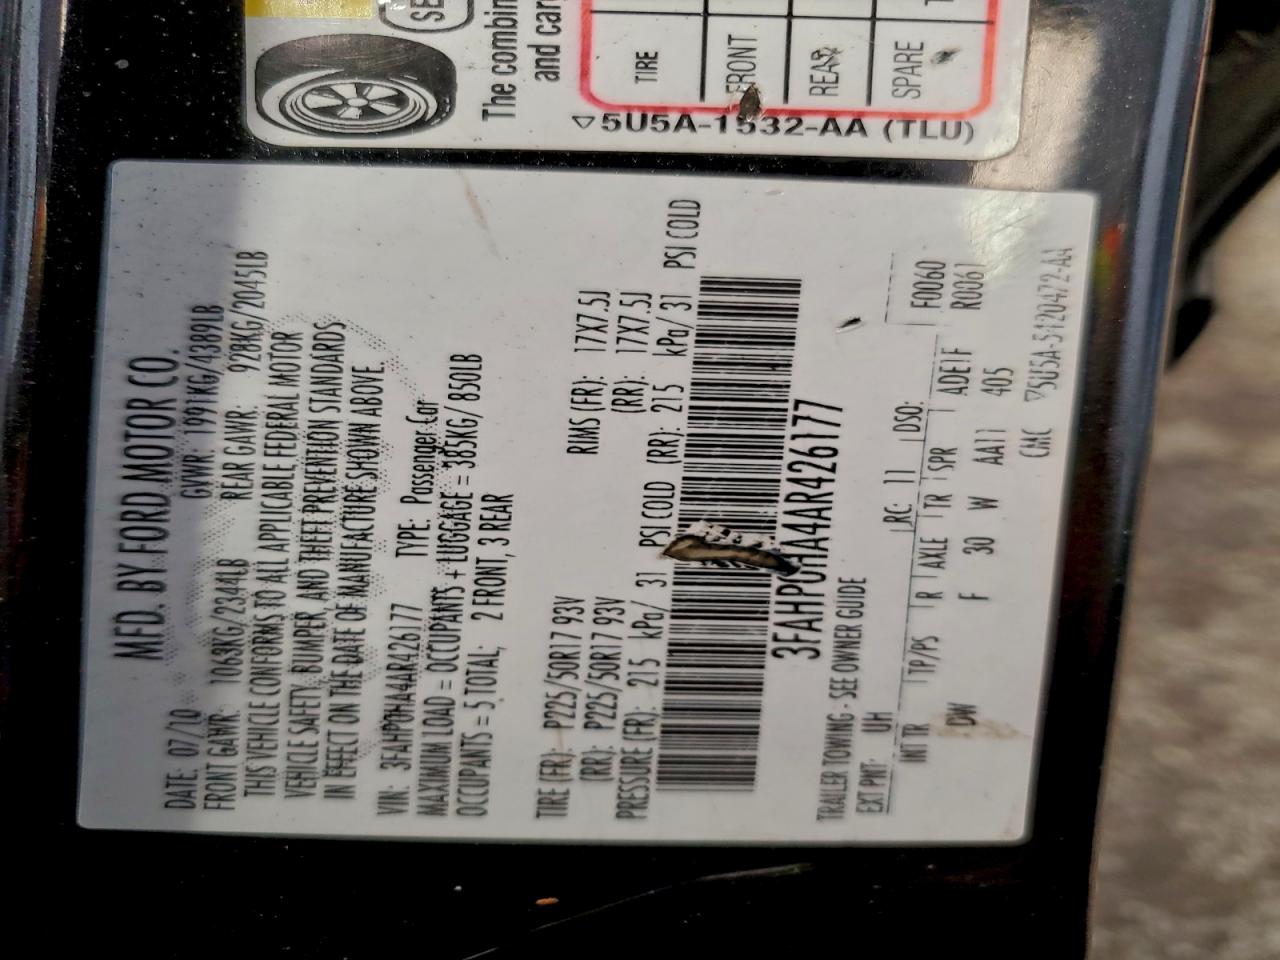 SE
The combin
and car
TIRE
FRONT
REAR
SPARE
5U5A-1532-AA (TLU)
MFD. BY FORD MOTOR CO.
DATE: 07/10 GVWR: 1991KG/4389LB
FRONT GAWR: 1063KG/2344LB REAR GAWR: 928KG/2045LB
THIS VEHICLE CONFORMS TO ALL APPLICABLE FEDERAL MOTOR
VEHICLE SAFETY, BUMPER, AND THEFT PREVENTION STANDARDS
IN EFFECT ON THE DATE OF MANUFACTURE SHOWN ABOVE.
VIN: 3FAHP0HA4AR426177 TYPE: Passenger Car
MAXIMUM LOAD = OCCUPANTS + LUGGAGE = 385KG/ 850LB
OCCUPANTS = 5 TOTAL; 2 FRONT, 3 REAR
TIRE (FR): P225/50R17 93V RIMS (FR): 17X7.5J
(RR): P225/50R17 93V (RR): 17X7.5J
PRESSURE (FR): 215 kPa/ 31 PSI COLD (RR): 215 kPa/ 31 PSI COLD
3FAHP0HA4AR426177
TRAILER TOWING - SEE OWNER GUIDE
EXT PNT: UH RC: 11 DSO:
INT TR TP/PS R AXLE TR SPR F0060
DW F 30 W AA11 ADE1F R0061
405
CMC 5U5A-5120472-AA